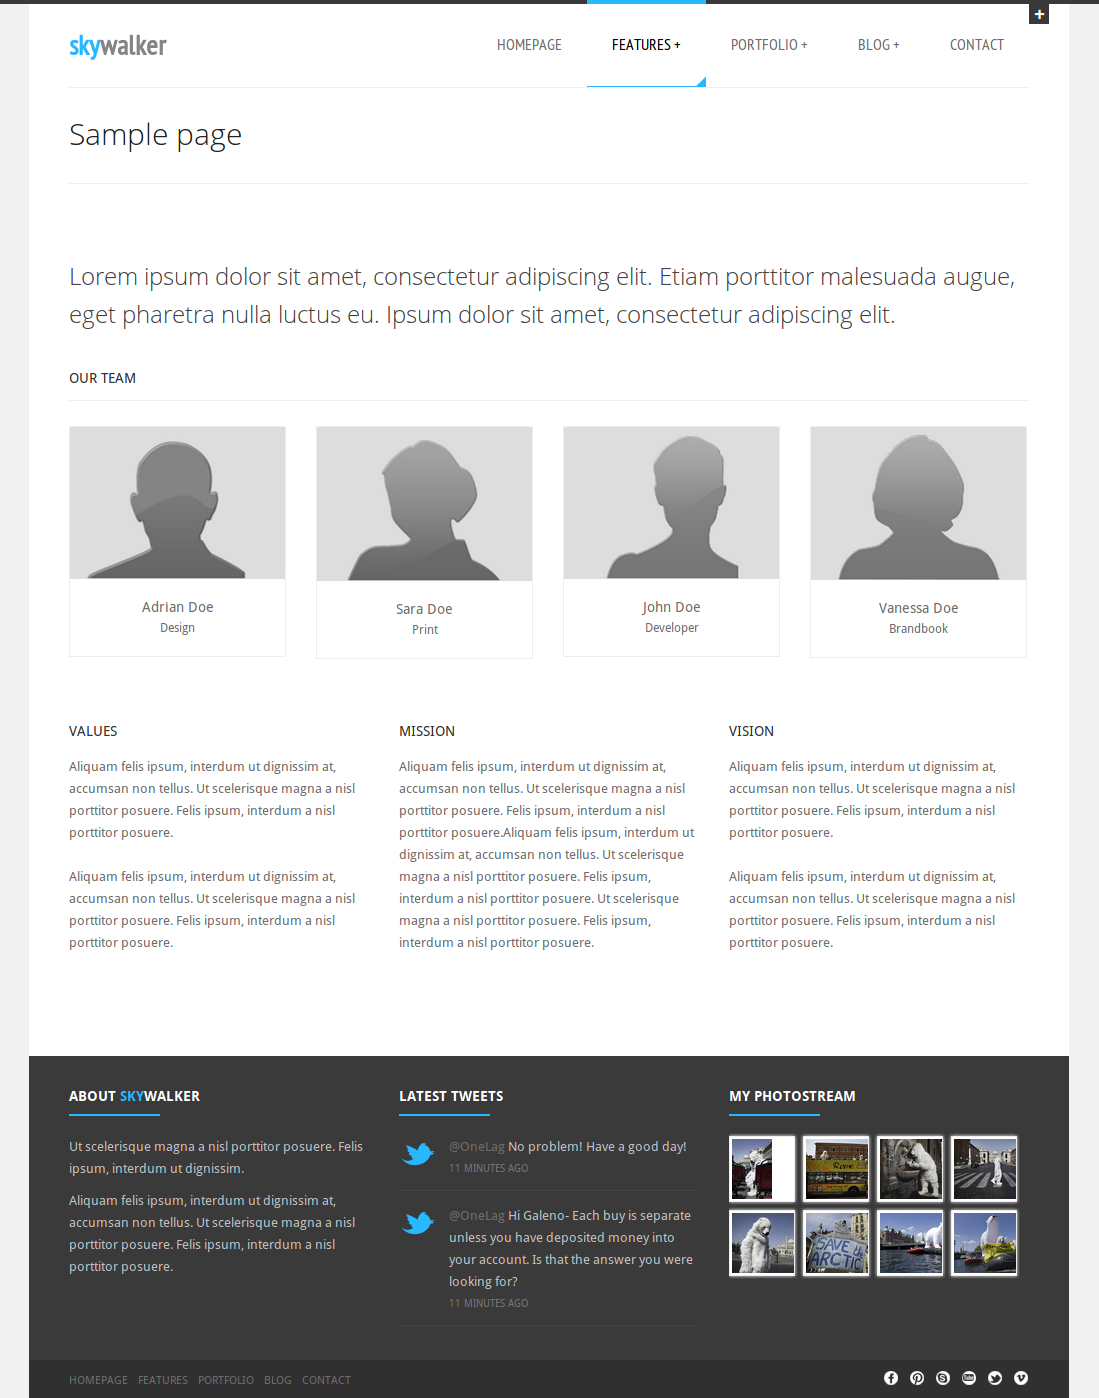 +
skywalker
HOMEPAGE FEATURES + PORTFOLIO + BLOG + CONTACT
Sample page
Lorem ipsum dolor sit amet, consectetur adipiscing elit. Etiam porttitor malesuada augue,
eget pharetra nulla luctus eu. Ipsum dolor sit amet, consectetur adipiscing elit.
OUR TEAM
Adrian Doe
Design
Sara Doe
Print
John Doe
Developer
Vanessa Doe
Brandbook
VALUES
Aliquam felis ipsum, interdum ut dignissim at,
accumsan non tellus. Ut scelerisque magna a nisl
porttitor posuere. Felis ipsum, interdum a nisl
porttitor posuere.
Aliquam felis ipsum, interdum ut dignissim at,
accumsan non tellus. Ut scelerisque magna a nisl
porttitor posuere. Felis ipsum, interdum a nisl
porttitor posuere.
MISSION
Aliquam felis ipsum, interdum ut dignissim at,
accumsan non tellus. Ut scelerisque magna a nisl
porttitor posuere. Felis ipsum, interdum a nisl
porttitor posuere.Aliquam felis ipsum, interdum ut
dignissim at, accumsan non tellus. Ut scelerisque
magna a nisl porttitor posuere. Felis ipsum,
interdum a nisl porttitor posuere. Ut scelerisque
magna a nisl porttitor posuere. Felis ipsum,
interdum a nisl porttitor posuere.
VISION
Aliquam felis ipsum, interdum ut dignissim at,
accumsan non tellus. Ut scelerisque magna a nisl
porttitor posuere. Felis ipsum, interdum a nisl
porttitor posuere.
Aliquam felis ipsum, interdum ut dignissim at,
accumsan non tellus. Ut scelerisque magna a nisl
porttitor posuere. Felis ipsum, interdum a nisl
porttitor posuere.
ABOUT SKYWALKER
Ut scelerisque magna a nisl porttitor posuere. Felis
ipsum, interdum ut dignissim.
Aliquam felis ipsum, interdum ut dignissim at,
accumsan non tellus. Ut scelerisque magna a nisl
porttitor posuere. Felis ipsum, interdum a nisl
porttitor posuere.
LATEST TWEETS
@OneLag No problem! Have a good day!
11 MINUTES AGO
@OneLag Hi Galeno- Each buy is separate
unless you have deposited money into
your account. Is that the answer you were
looking for?
11 MINUTES AGO
MY PHOTOSTREAM
SAVE
ARCTIC
HOMEPAGE FEATURES PORTFOLIO BLOG CONTACT